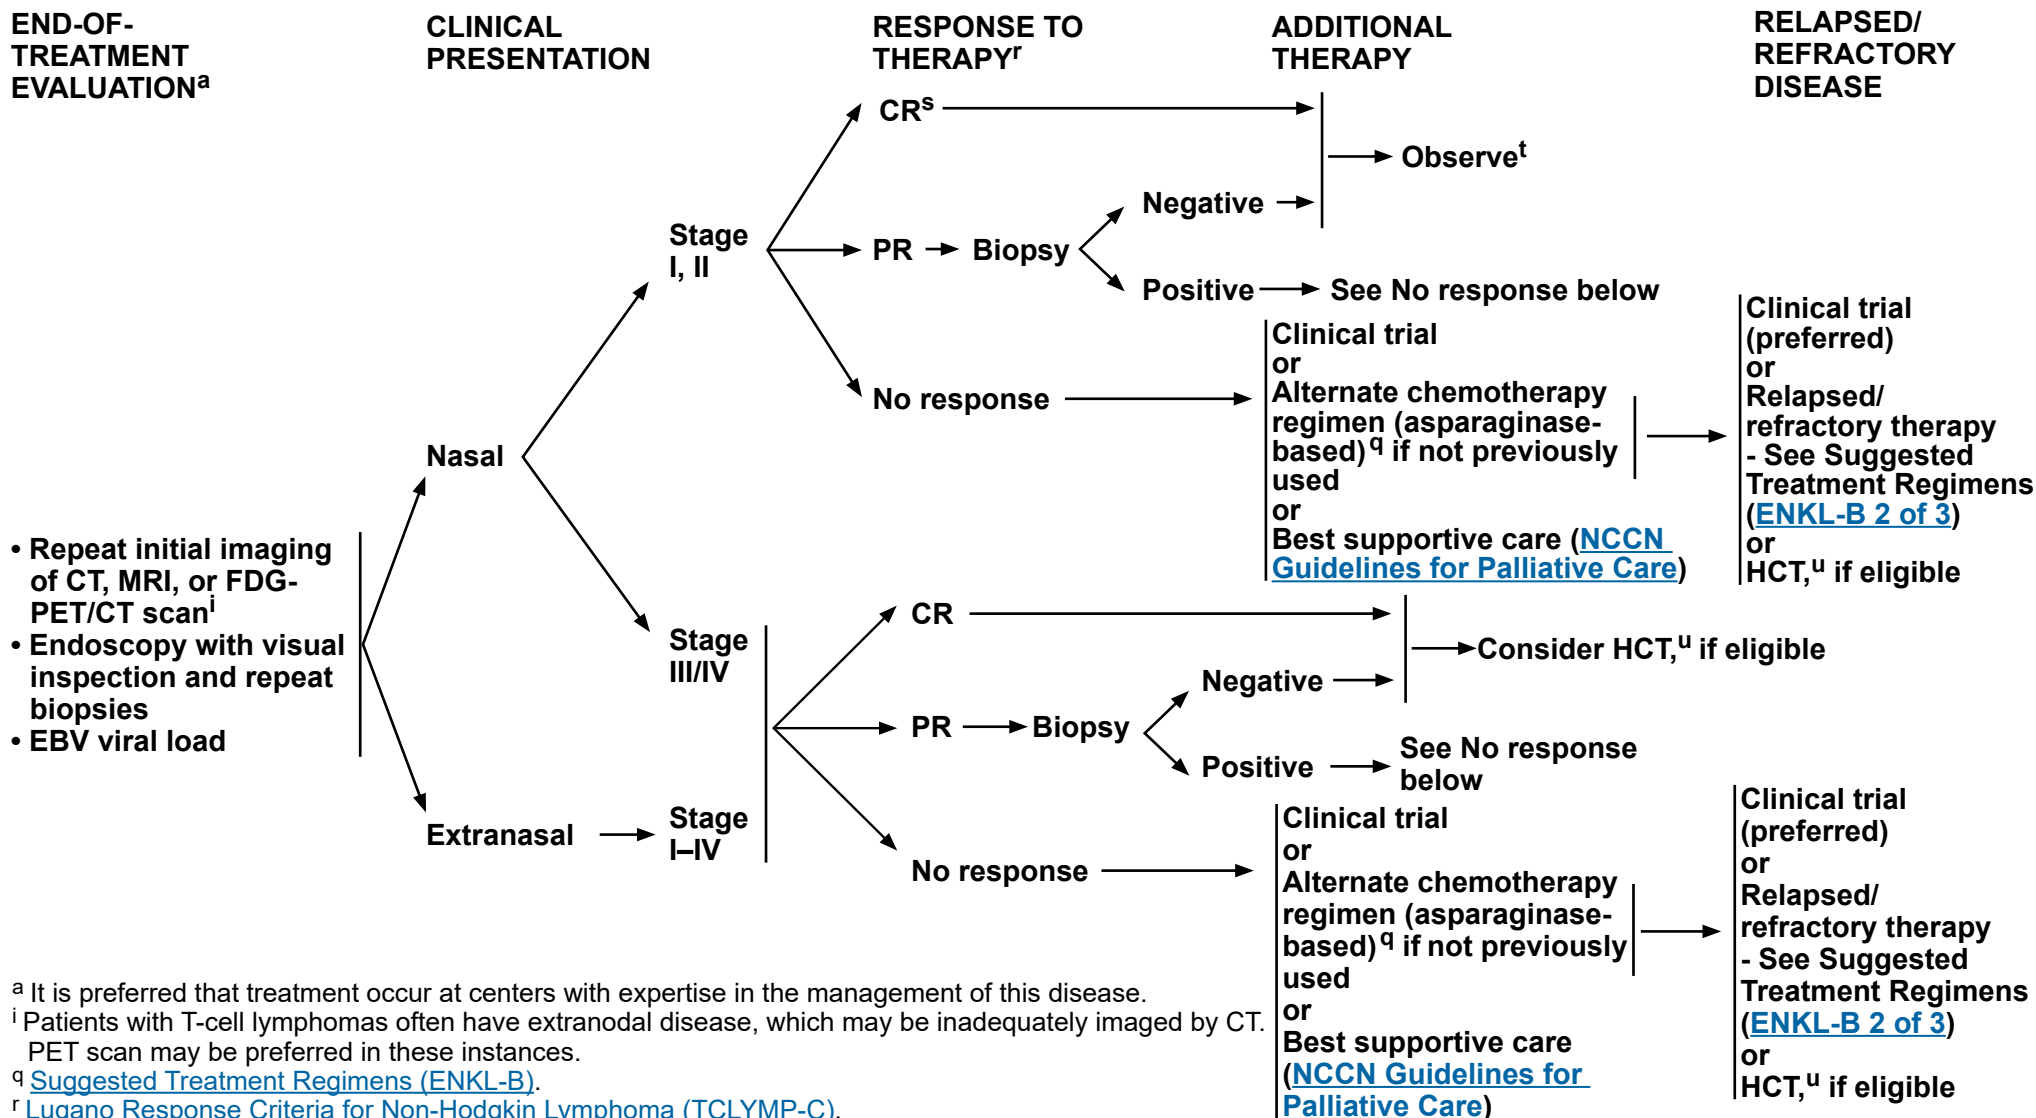 END-OF-
TREATMENT
EVALUATIONa
CLINICAL
PRESENTATION
RESPONSE TO
THERAPYr
ADDITIONAL
THERAPY
RELAPSED/
REFRACTORY
DISEASE
• Repeat initial imaging
of CT, MRI, or FDG-
PET/CT scani
• Endoscopy with visual
inspection and repeat
biopsies
• EBV viral load
Nasal
Extranasal
Stage
I, II
Stage
III/IV
Stage
I–IV
CRs
PR
Biopsy
Negative
Observet
Positive
See No response below
No response
Clinical trial
or
Alternate chemotherapy
regimen (asparaginase-
based)q if not previously
used
or
Best supportive care (NCCN
Guidelines for Palliative Care)
Clinical trial
(preferred)
or
Relapsed/
refractory therapy
- See Suggested
Treatment Regimens
(ENKL-B 2 of 3)
or
HCT,u if eligible
CR
PR
Biopsy
Negative
Consider HCT,u if eligible
Positive
See No response
below
No response
Clinical trial
or
Alternate chemotherapy
regimen (asparaginase-
based)q if not previously
used
or
Best supportive care
(NCCN Guidelines for
Palliative Care)
Clinical trial
(preferred)
or
Relapsed/
refractory therapy
- See Suggested
Treatment Regimens
(ENKL-B 2 of 3)
or
HCT,u if eligible
a It is preferred that treatment occur at centers with expertise in the management of this disease.
i Patients with T-cell lymphomas often have extranodal disease, which may be inadequately imaged by CT.
PET scan may be preferred in these instances.
q Suggested Treatment Regimens (ENKL-B).
r Lugano Response Criteria for Non-Hodgkin Lymphoma (TCLYMP-C).